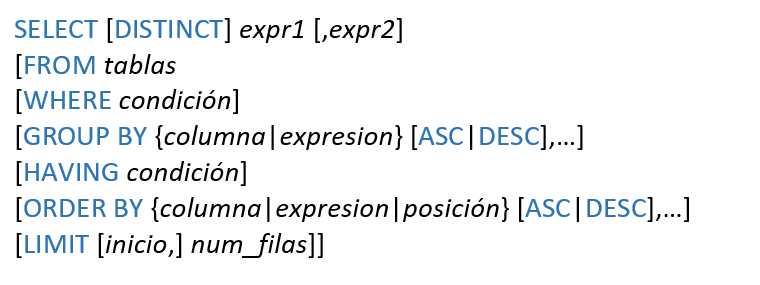 SELECT [DISTINCT] expr1 [,expr2]
[FROM tablas
[WHERE condición]
[GROUP BY {columna|expresion} [ASC|DESC],...]
[HAVING condición]
[ORDER BY {columna|expresion|posición} [ASC|DESC],...]
[LIMIT [inicio,] num_filas]]